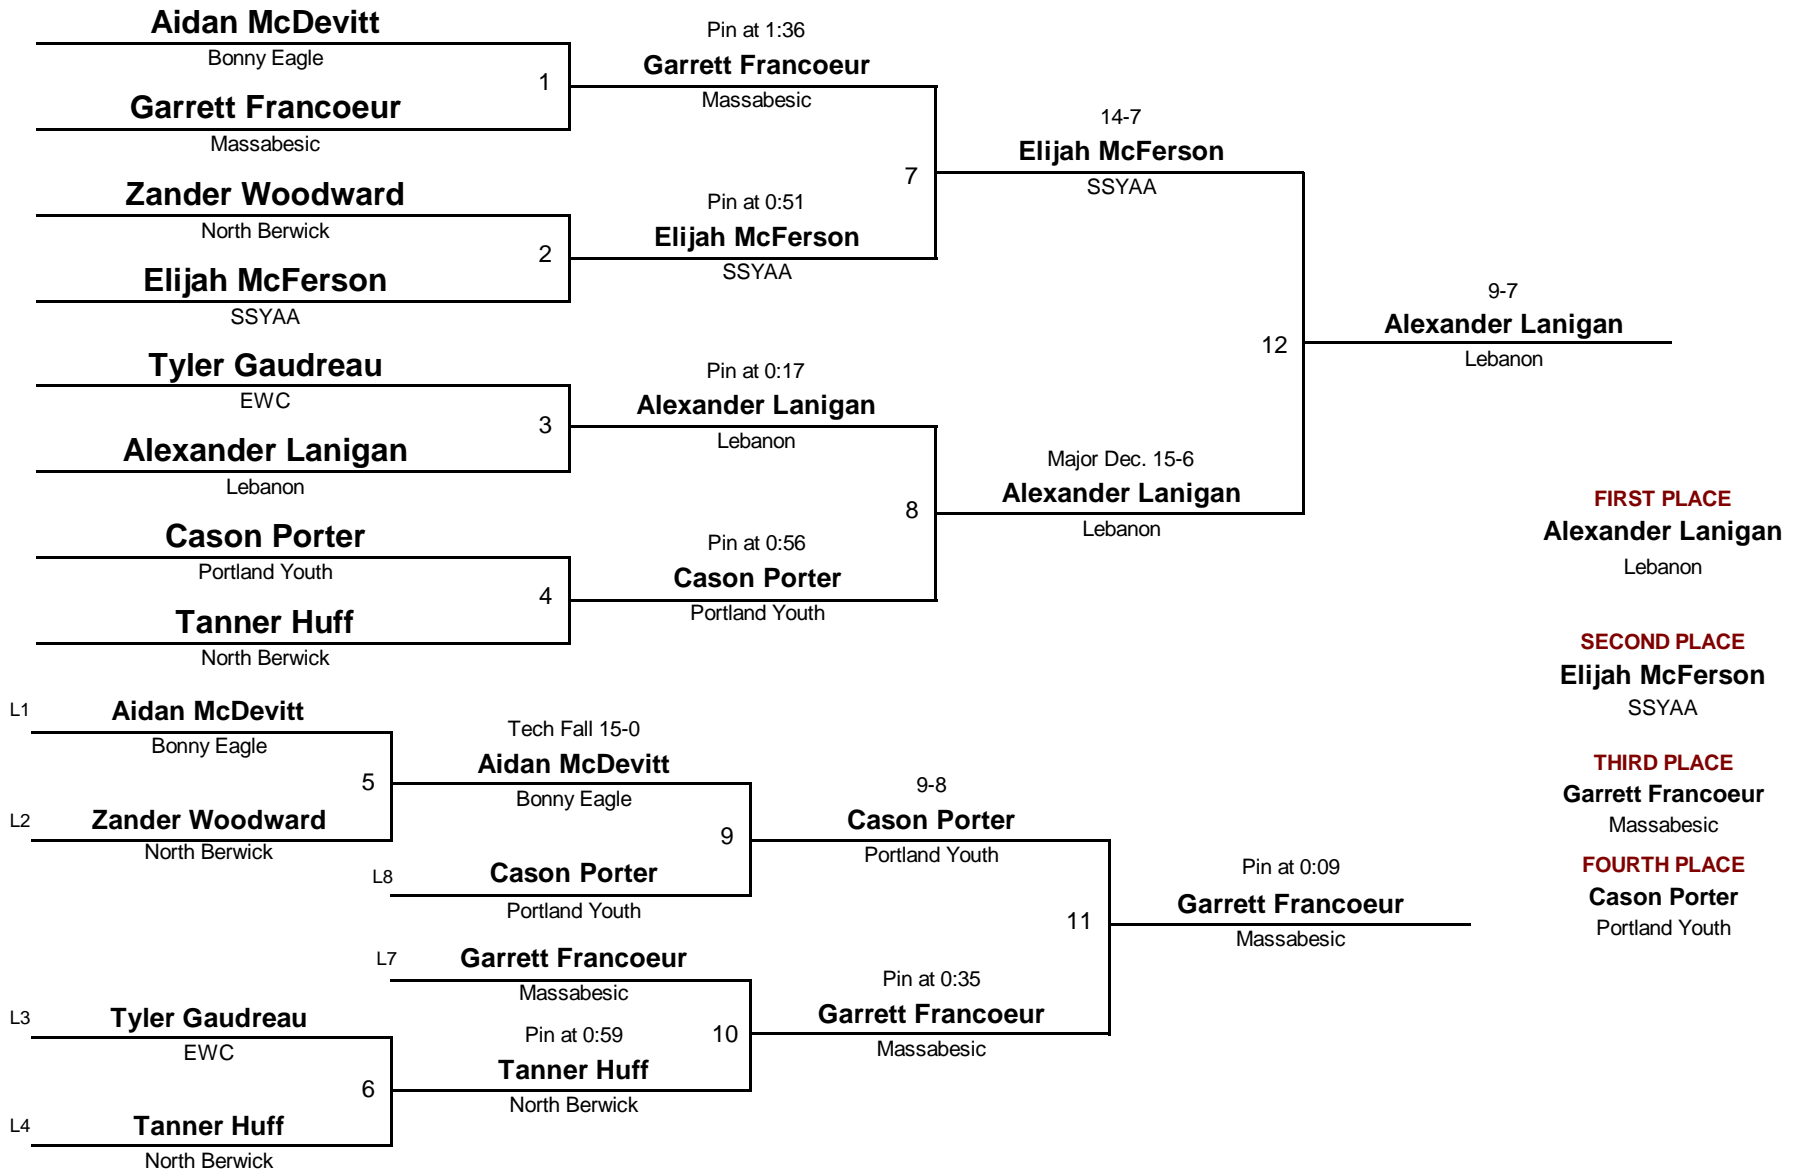 Aidan McDevitt
Bonny Eagle
1
Garrett Francoeur
Massabesic
Pin at 1:36
Garrett Francoeur
Massabesic
Zander Woodward
North Berwick
2
Elijah McFerson
SSYAA
Pin at 0:51
Elijah McFerson
SSYAA
7
14-7
Elijah McFerson
SSYAA
Tyler Gaudreau
EWC
3
Alexander Lanigan
Lebanon
Pin at 0:17
Alexander Lanigan
Lebanon
Cason Porter
Portland Youth
4
Tanner Huff
North Berwick
Pin at 0:56
Cason Porter
Portland Youth
8
Major Dec. 15-6
Alexander Lanigan
Lebanon
12
9-7
Alexander Lanigan
Lebanon
L1
Aidan McDevitt
Bonny Eagle
5
L2
Zander Woodward
North Berwick
Tech Fall 15-0
Aidan McDevitt
Bonny Eagle
9
L8
Cason Porter
Portland Youth
9-8
Cason Porter
Portland Youth
L7
Garrett Francoeur
Massabesic
L3
Tyler Gaudreau
EWC
6
L4
Tanner Huff
North Berwick
Pin at 0:59
Tanner Huff
North Berwick
10
Pin at 0:35
Garrett Francoeur
Massabesic
11
Pin at 0:09
Garrett Francoeur
Massabesic
FIRST PLACE
Alexander Lanigan
Lebanon
SECOND PLACE
Elijah McFerson
SSYAA
THIRD PLACE
Garrett Francoeur
Massabesic
FOURTH PLACE
Cason Porter
Portland Youth